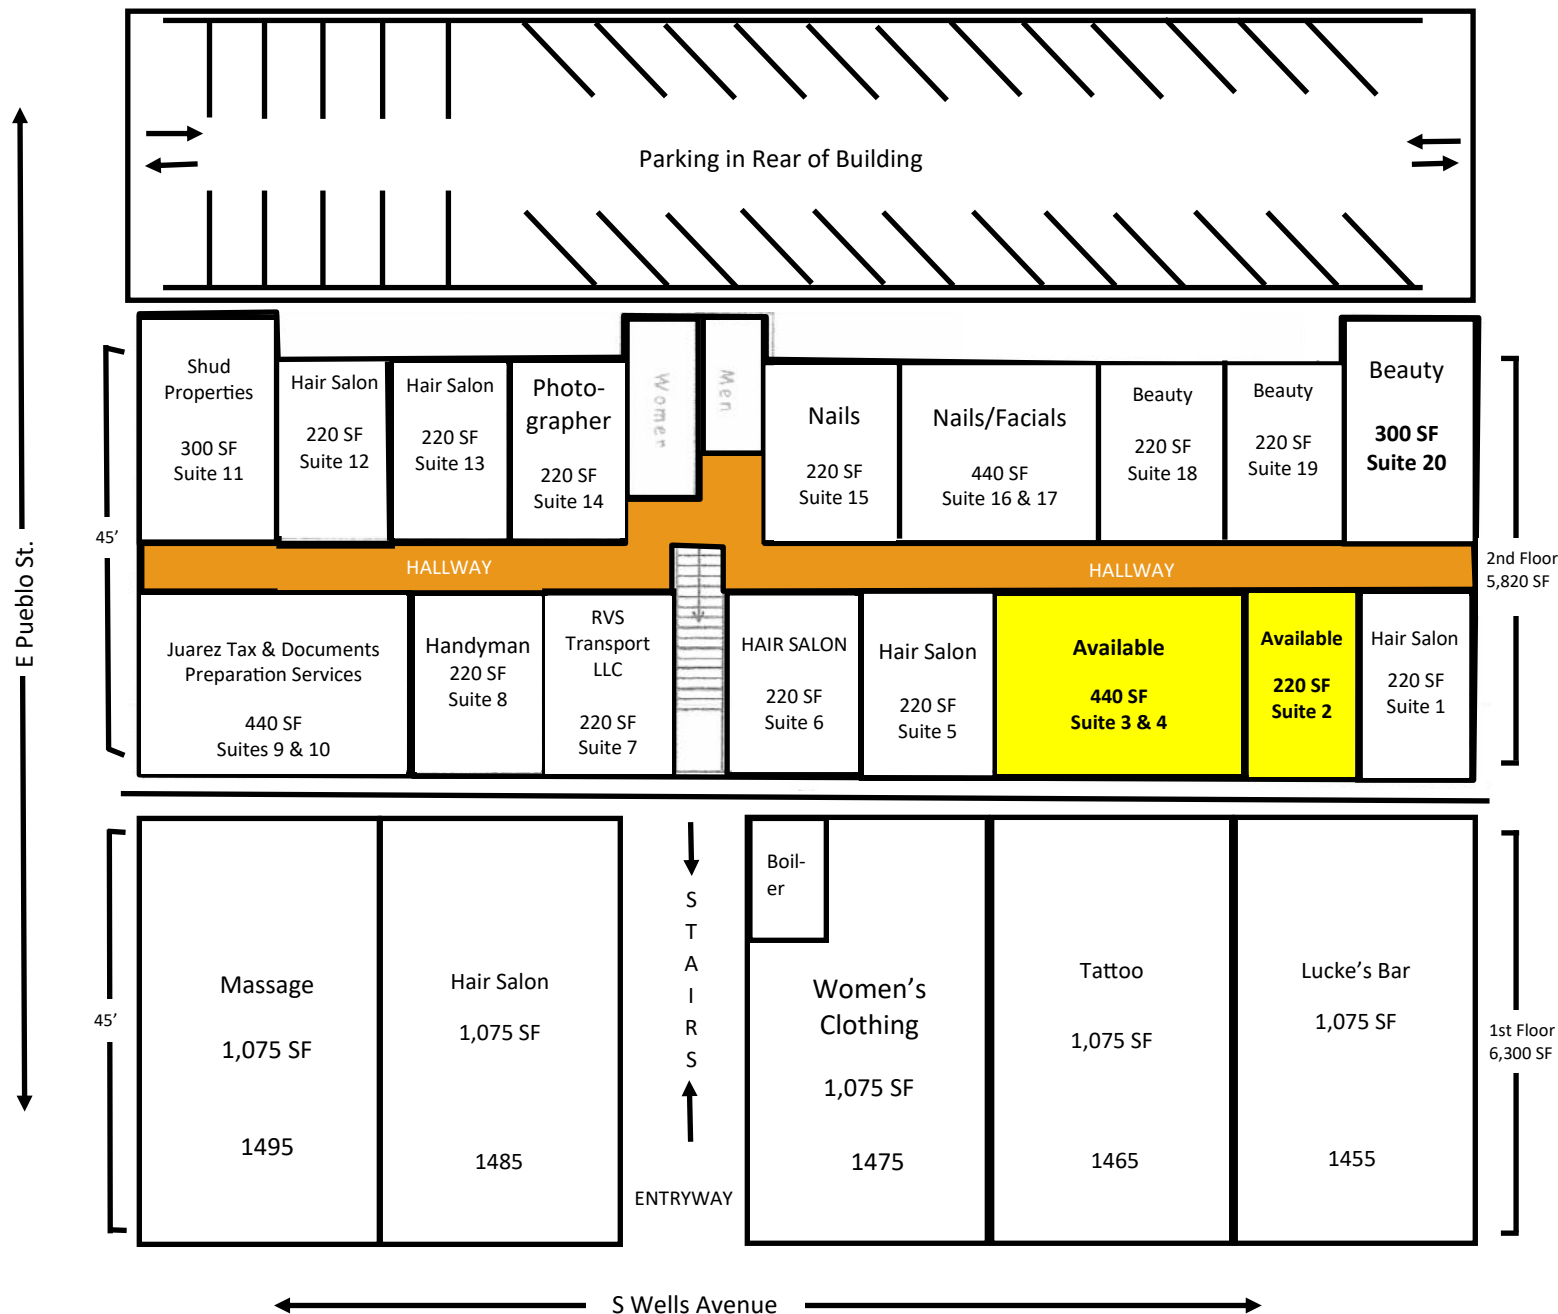 Parking in Rear of Building
E Pueblo St.
45’
Shud
Properties
300 SF
Suite 11
Hair Salon
220 SF
Suite 12
Hair Salon
220 SF
Suite 13
Photo-
grapher
220 SF
Suite 14
Women
Men
Nails
220 SF
Suite 15
Nails/Facials
440 SF
Suite 16 & 17
Beauty
220 SF
Suite 18
Beauty
220 SF
Suite 19
Beauty
300 SF
Suite 20
HALLWAY
HALLWAY
2nd Floor
5,820 SF
Juarez Tax & Documents
Preparation Services
440 SF
Suites 9 & 10
Handyman
220 SF
Suite 8
RVS
Transport
LLC
220 SF
Suite 7
HAIR SALON
220 SF
Suite 6
Hair Salon
220 SF
Suite 5
Available
440 SF
Suite 3 & 4
Available
220 SF
Suite 2
Hair Salon
220 SF
Suite 1
45’
Massage
1,075 SF
1495
Hair Salon
1,075 SF
1485
STAIRS
ENTRYWAY
Boil-
er
Women’s
Clothing
1,075 SF
1475
Tattoo
1,075 SF
1465
Lucke’s Bar
1,075 SF
1455
1st Floor
6,300 SF
S Wells Avenue